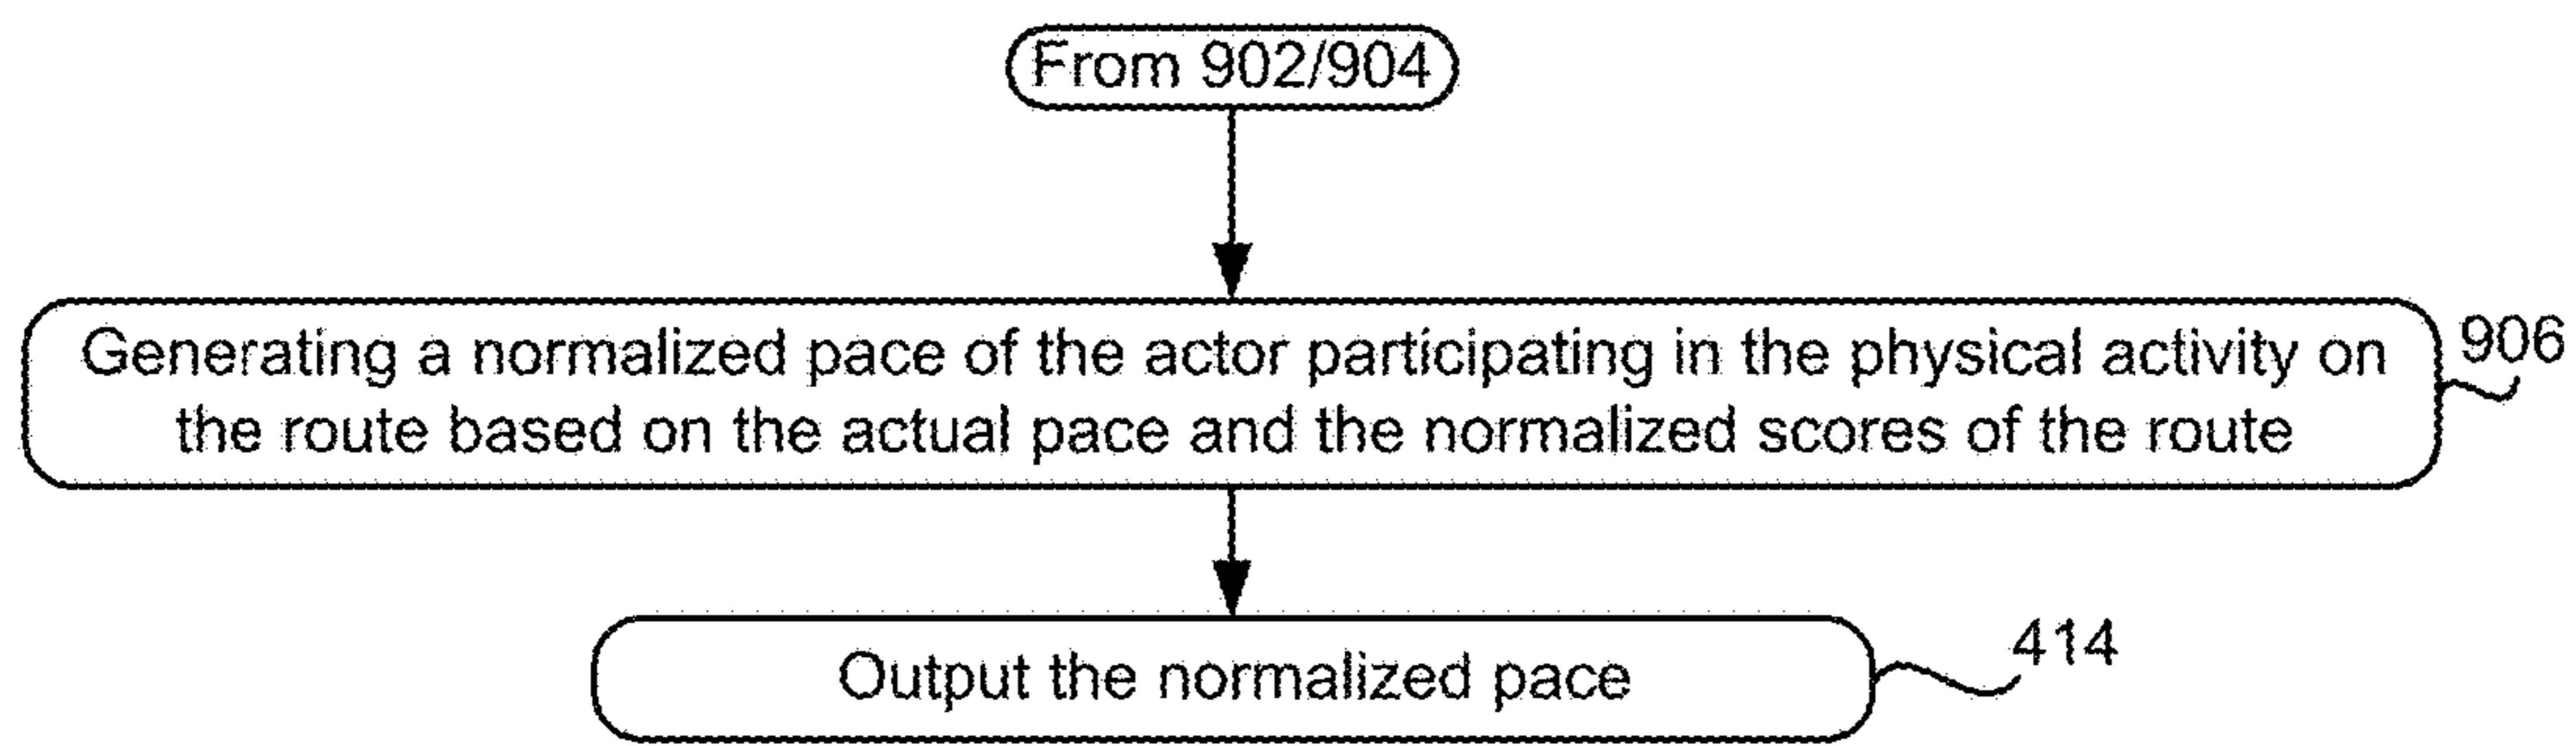 From 902/904
Generating a normalized pace of the actor participating in the physical activity on
the route based on the actual pace and the normalized scores of the route
906
Output the normalized pace
414